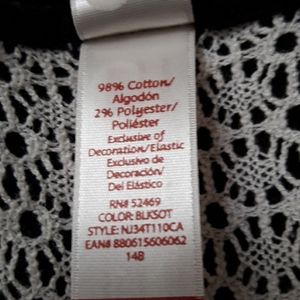 98% Cotton/
Algodón
2% Polyester/
Poliéster
Exclusive of
Decoration/Elastic
Exclusivo de
Decoración/
Del Elástico
RN# 52469
COLOR: BLKSOT
STYLE: NJ34T110CA
EAN# 880615606062
14B